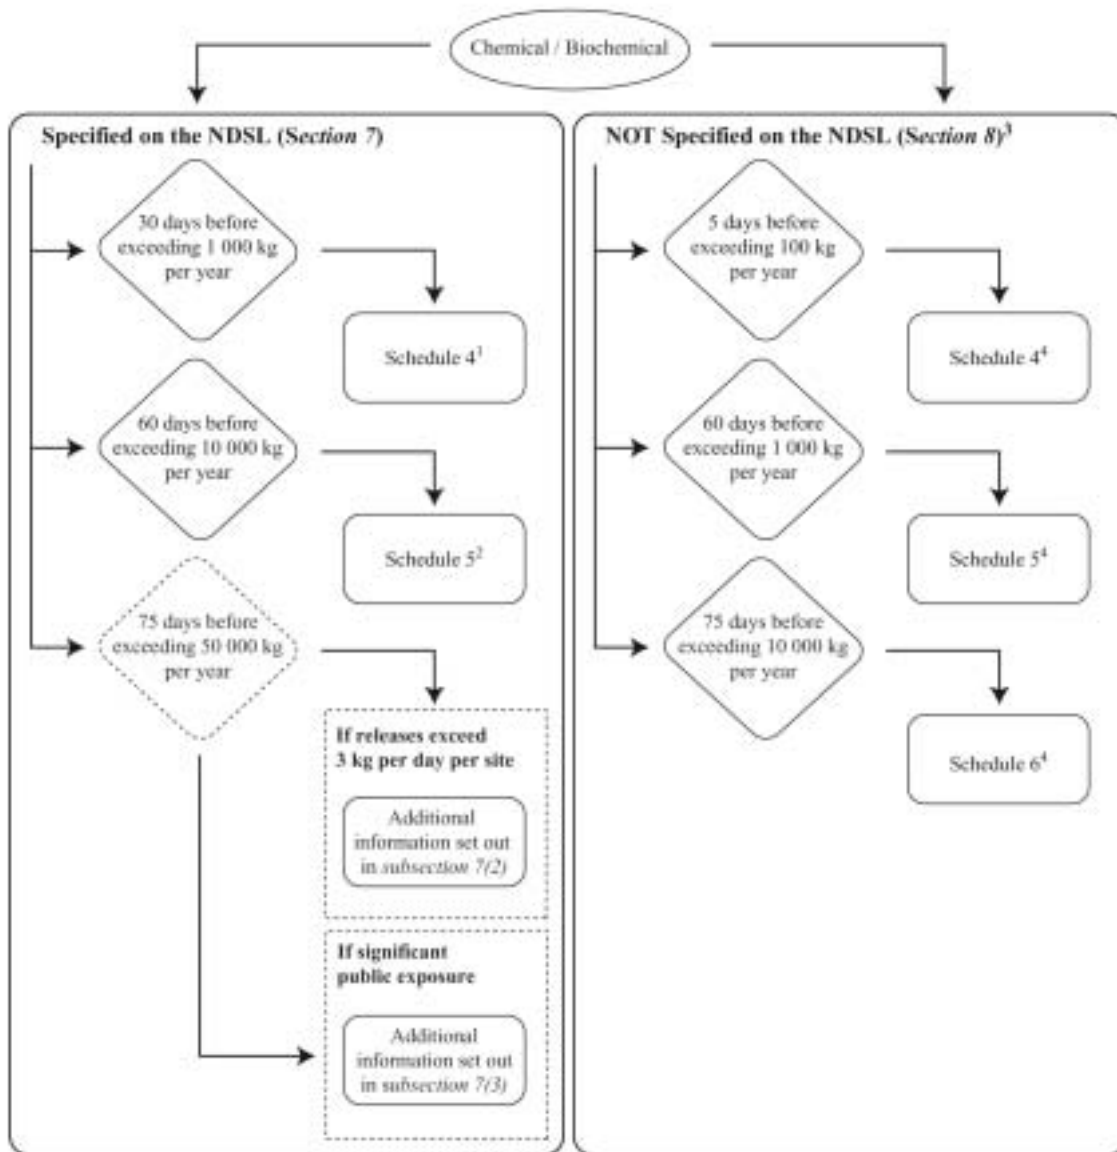 Chemical / Biochemical
Specified on the NDSL (Section 7)
30 days before
exceeding 1 000 kg
per year
Schedule 4¹
60 days before
exceeding 10 000 kg
per year
Schedule 5²
75 days before
exceeding 50 000 kg
per year
If releases exceed
3 kg per day per site
Additional
information set out
in subsection 7(2)
If significant
public exposure
Additional
information set out
in subsection 7(3)
NOT Specified on the NDSL (Section 8)³
5 days before
exceeding 100 kg
per year
Schedule 4⁴
60 days before
exceeding 1 000 kg
per year
Schedule 5⁴
75 days before
exceeding 10 000 kg
per year
Schedule 6⁴